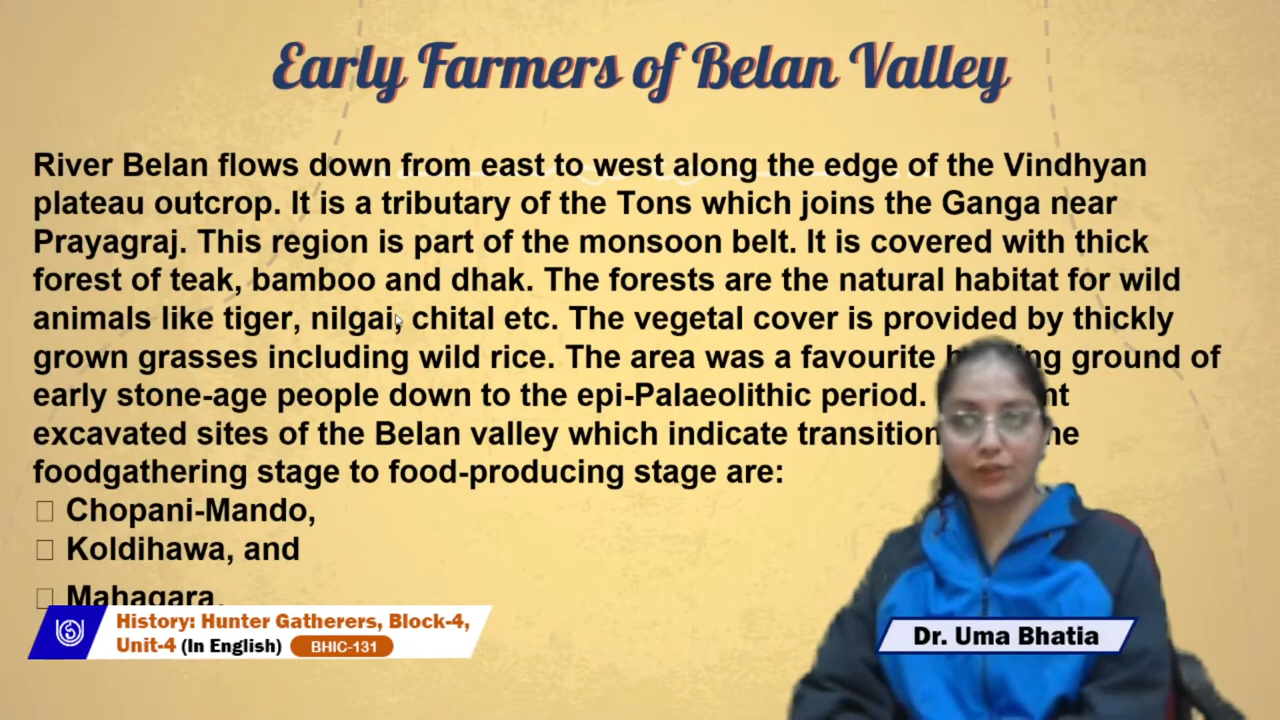 Early Farmers of Belan Valley
River Belan flows down from east to west along the edge of the Vindhyan
plateau outcrop. It is a tributary of the Tons which joins the Ganga near
Prayagraj. This region is part of the monsoon belt. It is covered with thick
forest of teak, bamboo and dhak. The forests are the natural habitat for wild
animals like tiger, nilgai, chital etc. The vegetal cover is provided by thickly
grown grasses including wild rice. The area was a favourite ground of
early stone-age people down to the epi-Palaeolithic period.
excavated sites of the Belan valley which indicate transition
foodgathering stage to food-producing stage are:
Chopani-Mando,
Koldihawa, and
Mahagara.
History: Hunter Gatherers, Block-4,
Unit-4 (In English) BHIC-131
Dr. Uma Bhatia